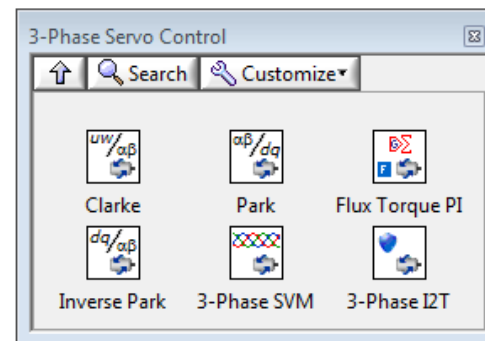 3-Phase Servo Control
Search Customize
uw/αβ αβ/dq
Clarke Park Flux Torque PI
dq/αβ
Inverse Park 3-Phase SVM 3-Phase I2T